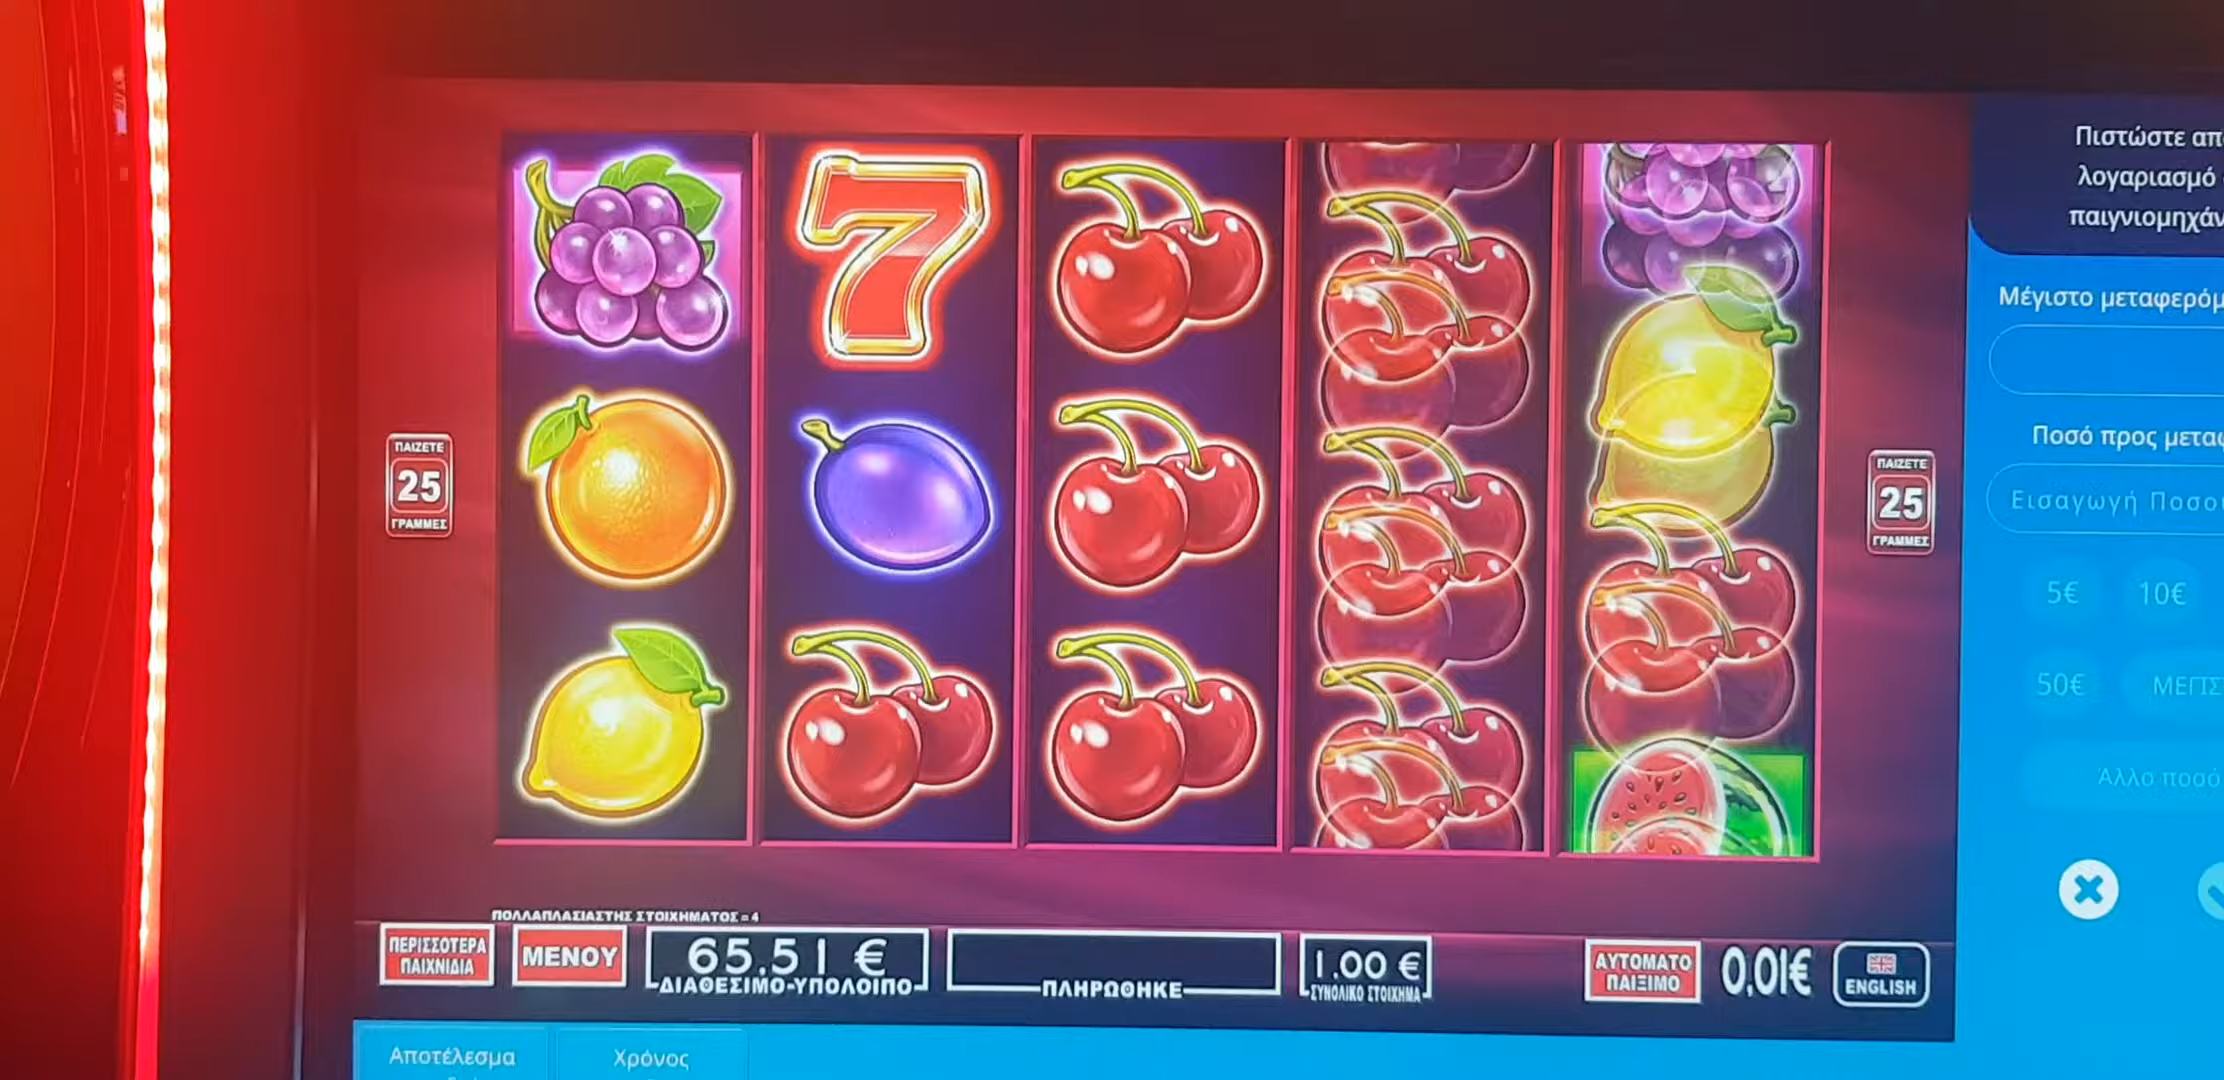 Πιστώστε απ
λογαριασμό
παιγνιομηχάν
Μέγιστο μεταφερόμ
Ποσό προς μετα
Εισαγωγή Ποσο
5€ 10€
50€
Άλλο ποσό
ΠΑΙΖΕΤΕ
25
ΓΡΑΜΜΕΣ
ΠΑΙΖΕΤΕ
25
ΓΡΑΜΜΕΣ
ΠΟΛΛΑΠΛΑΣΙΑΣΤΗΣ ΣΤΟΙΧΗΜΑΤΟΣ = 4
ΠΕΡΙΣΣΟΤΕΡΑ
ΠΑΙΧΝΙΔΙΑ
ΜΕΝΟΥ
65.51 €
ΔΙΑΘΕΣΙΜΟ-ΥΠΟΛΟΙΠΟ
ΠΛΗΡΩΘΗΚΕ
1.00 €
ΣΥΝΟΛΙΚΟ ΣΤΟΙΧΗΜΑ
ΑΥΤΟΜΑΤΟ
ΠΑΙΞΙΜΟ
0,01€
ENGLISH
Αποτέλεσμα
Χρόνος